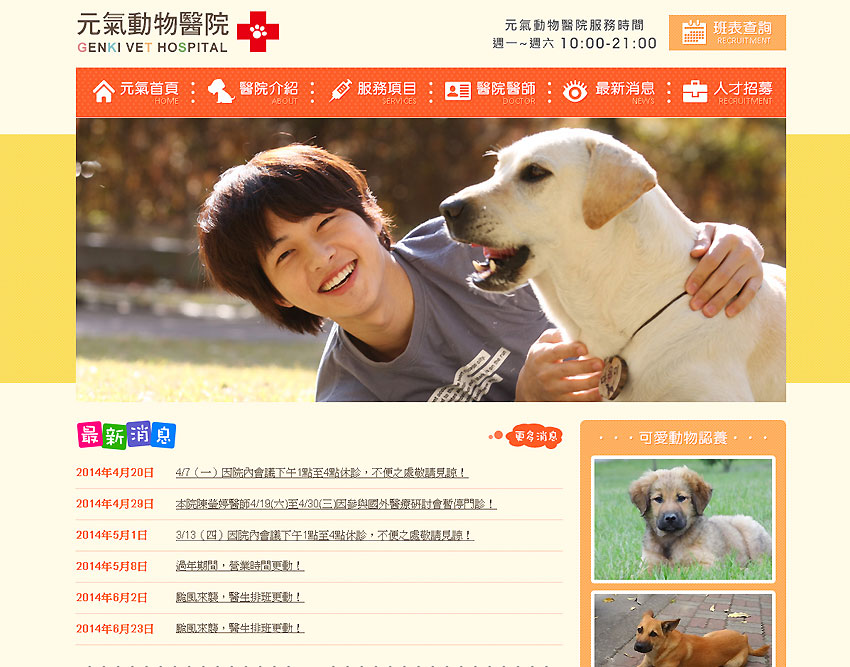 元氣動物醫院
GENKI VET HOSPITAL
元氣動物醫院服務時間
週一~週六 10:00-21:00
班表查詢
RECRUITMENT
元氣首頁
HOME
醫院介紹
ABOUT
服務項目
SERVICES
醫院醫師
DOCTOR
最新消息
NEWS
人才招募
RECRUITMENT
最新消息
更多消息
2014年4月20日 4/7（一）因院內會議下午1點至4點休診，不便之處敬請見諒！
2014年4月29日 本院陳瑩婷醫師4/19(六)至4/30(三)因參與國外醫療研討會暫停門診！
2014年5月1日 3/13（四）因院內會議下午1點至4點休診，不便之處敬請見諒！
2014年5月8日 過年期間，營業時間更動！
2014年6月2日 颱風來襲，醫生排班更動！
2014年6月23日 颱風來襲，醫生排班更動！
・・・可愛動物認養・・・